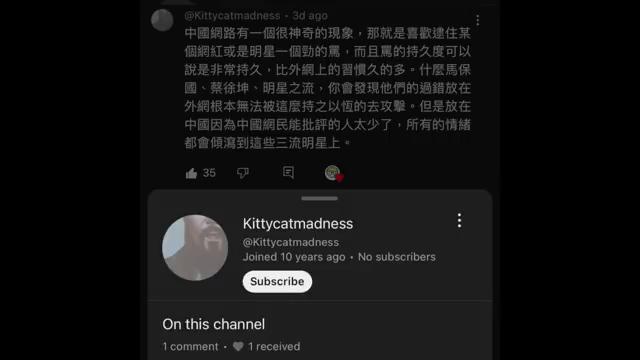 @Kittycatmadness • 3d ago
中國網路有一個很神奇的現象，那就是喜歡逮住某
個網紅或是明星一個勁的罵，而且罵的持久度可以
說是非常持久，比外網上的習慣久的多。什麼馬保
國、蔡徐坤、明星之流，你會發現他們的過錯放在
外網根本無法被這麼持之以恆的去攻擊。但是放在
中國因為中國網民能批評的人太少了，所有的情緒
都會傾瀉到這些三流明星上。
35
Kittycatmadness
@Kittycatmadness
Joined 10 years ago • No subscribers
Subscribe
On this channel
1 comment • 1 received